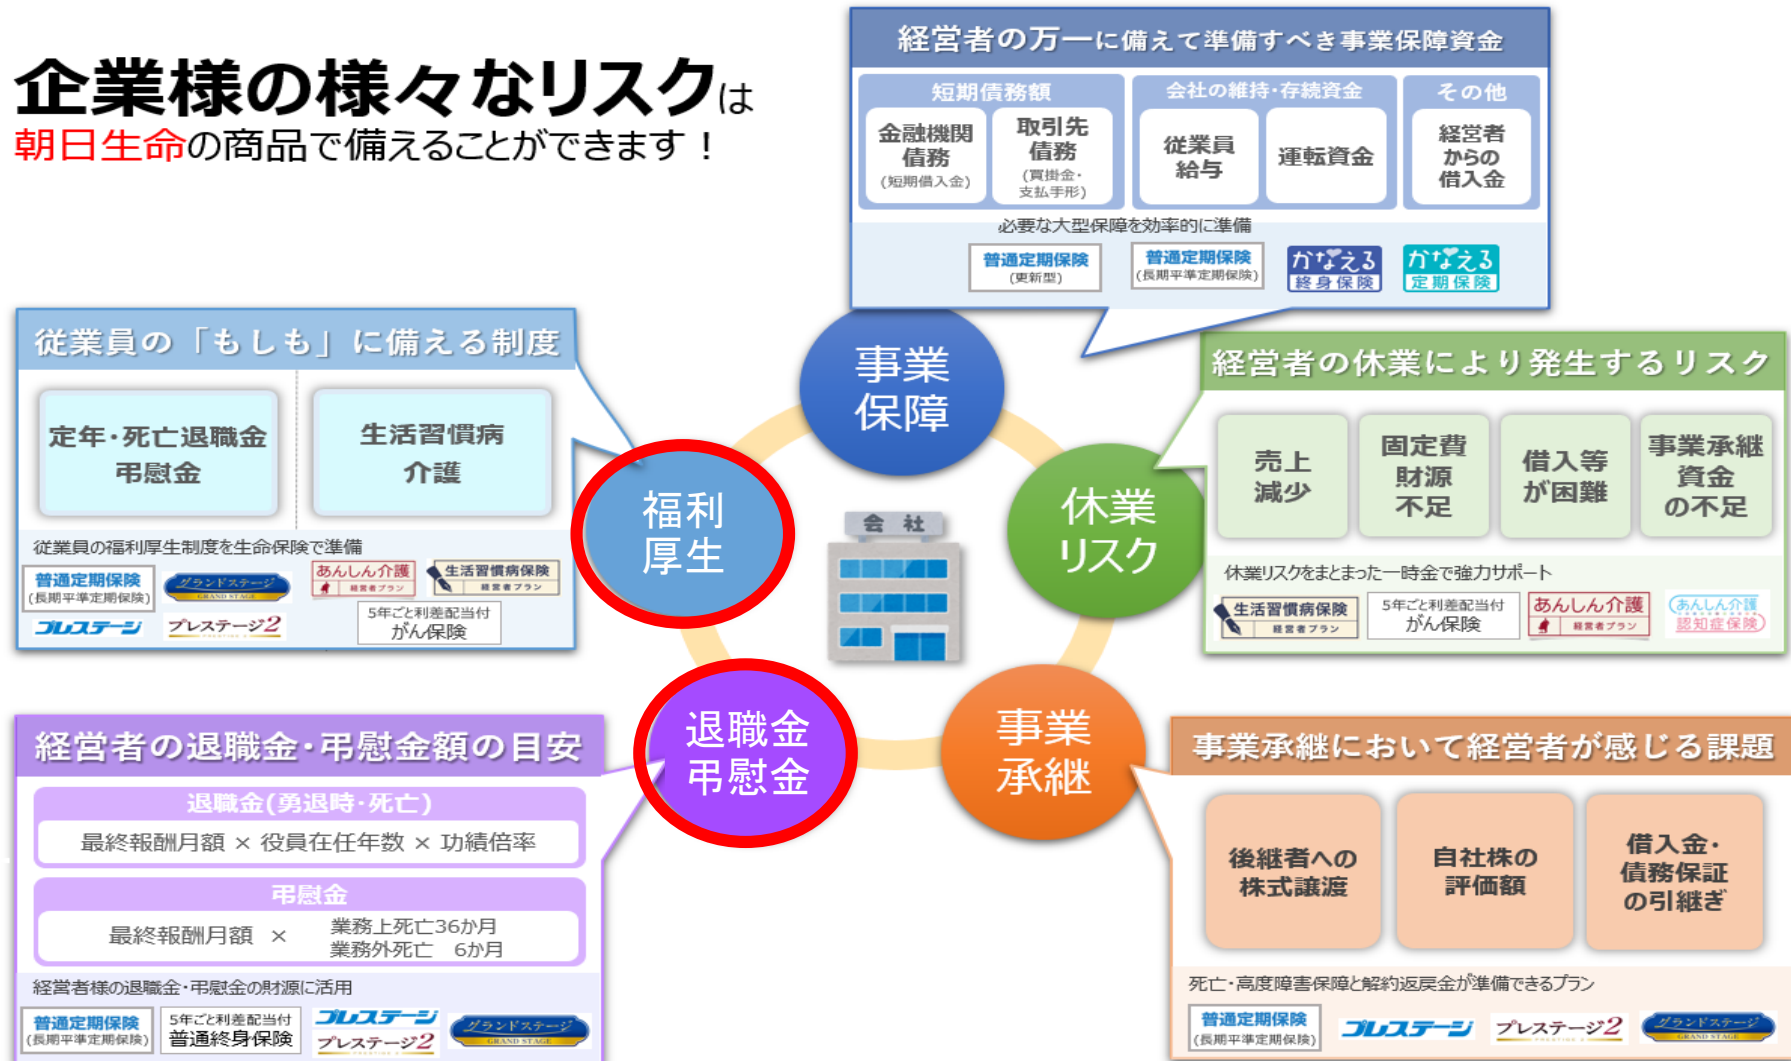 企業様の様々なリスクは
朝日生命の商品で備えることができます！
経営者の万一に備えて準備すべき事業保障資金
短期債務額
金融機関
債務
(短期借入金)
取引先
債務
(買掛金・
支払手形)
会社の維持・存続資金
従業員
給与
運転資金
その他
経営者
からの
借入金
必要な大型保障を効率的に準備
普通定期保険
(更新型)
普通定期保険
(長期平準定期保険)
かなえる
終身保険
かなえる
定期保険
従業員の「もしも」に備える制度
定年・死亡退職金
弔慰金
生活習慣病
介護
従業員の福利厚生制度を生命保険で準備
普通定期保険
(長期平準定期保険)
グランドステージ
GRAND STAGE
あんしん介護
経営者プラン
生活習慣病保険
経営者プラン
プレステージ
プレステージ2
5年ごと利差配当付
がん保険
事業
保障
福利
厚生
休業
リスク
会社
退職金
弔慰金
事業
承継
経営者の休業により発生するリスク
売上
減少
固定費
財源
不足
借入等
が困難
事業承継
資金
の不足
休業リスクをまとまった一時金で強力サポート
生活習慣病保険
経営者プラン
5年ごと利差配当付
がん保険
あんしん介護
経営者プラン
あんしん介護
認知症保険
経営者の退職金・弔慰金額の目安
退職金(勇退時・死亡)
最終報酬月額 × 役員在任年数 × 功績倍率
弔慰金
最終報酬月額 ×
業務上死亡36か月
業務外死亡 6か月
経営者様の退職金・弔慰金の財源に活用
普通定期保険
(長期平準定期保険)
5年ごと利差配当付
普通終身保険
プレステージ
プレステージ2
グランドステージ
GRAND STAGE
事業承継において経営者が感じる課題
後継者への
株式譲渡
自社株の
評価額
借入金・
債務保証
の引継ぎ
死亡・高度障害保障と解約返戻金が準備できるプラン
普通定期保険
(長期平準定期保険)
プレステージ
プレステージ2
グランドステージ
GRAND STAGE